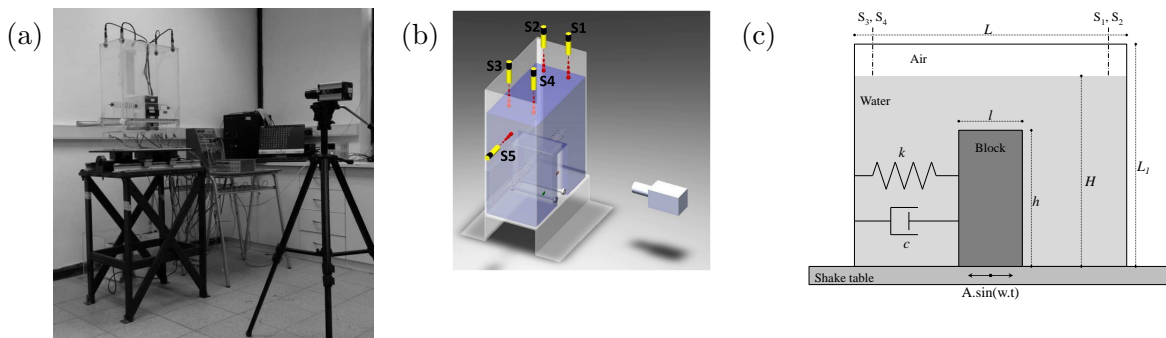 (a)
(b)
S2
S1
S3
S4
S5
(c)
S3, S4
S1, S2
L
Air
Water
l
Block
k
H
L1
h
c
Shake table
A.sin(w.t)